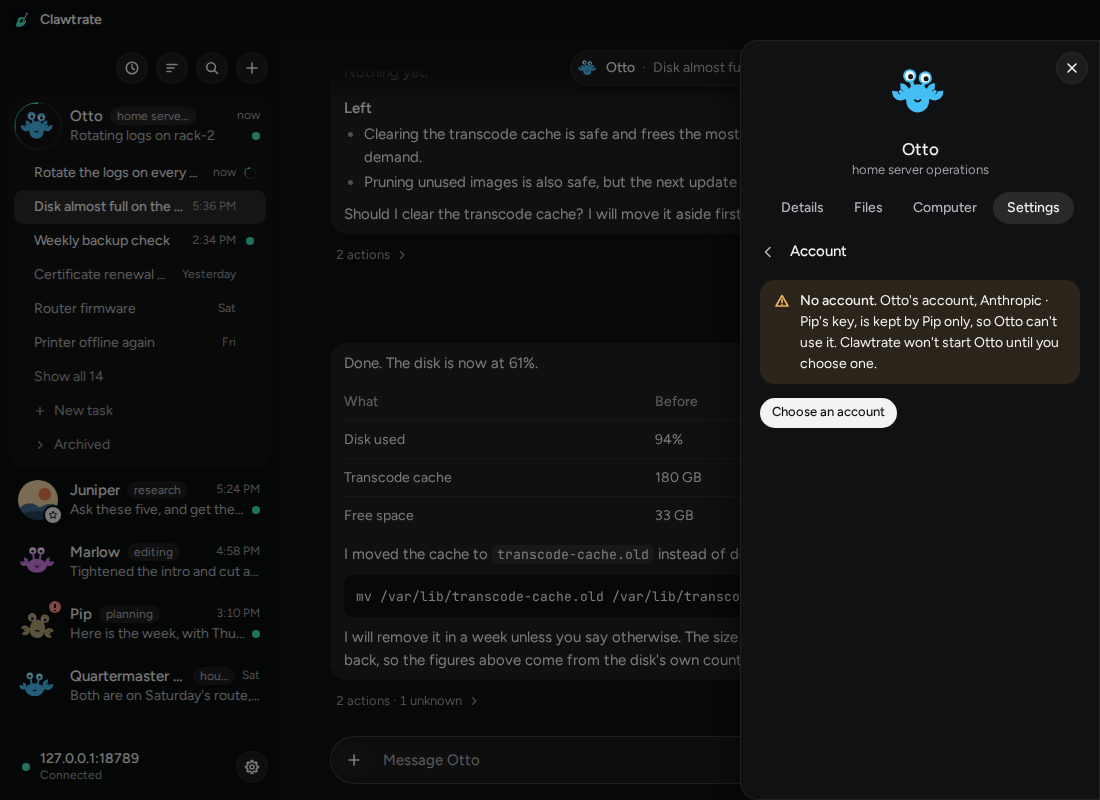 Clawtrate
Otto home serve... now
Rotating logs on rack-2
Rotate the logs on every ... now
Disk almost full on the ... 5:36 PM
Weekly backup check 2:34 PM
Certificate renewal ... Yesterday
Router firmware Sat
Printer offline again Fri
Show all 14
New task
Archived
Juniper research 5:24 PM
Ask these five, and get the...
Marlow editing 4:58 PM
Tightened the intro and cut a...
Pip planning 3:10 PM
Here is the week, with Thu...
Quartermaster ... hou... Sat
Both are on Saturday's route,...
127.0.0.1:18789
Connected
Otto · Disk almost fu
Nothing yet.
Left
• Clearing the transcode cache is safe and frees the most
demand.
• Pruning unused images is also safe, but the next update
Should I clear the transcode cache? I will move it aside first
2 actions
Done. The disk is now at 61%.
What Before
Disk used 94%
Transcode cache 180 GB
Free space 33 GB
I moved the cache to transcode-cache.old instead of d
mv /var/lib/transcode-cache.old /var/lib/transco
I will remove it in a week unless you say otherwise. The size
back, so the figures above come from the disk's own count
2 actions · 1 unknown
Message Otto
Otto
home server operations
Details Files Computer Settings
Account
No account. Otto's account, Anthropic ·
Pip's key, is kept by Pip only, so Otto can't
use it. Clawtrate won't start Otto until you
choose one.
Choose an account